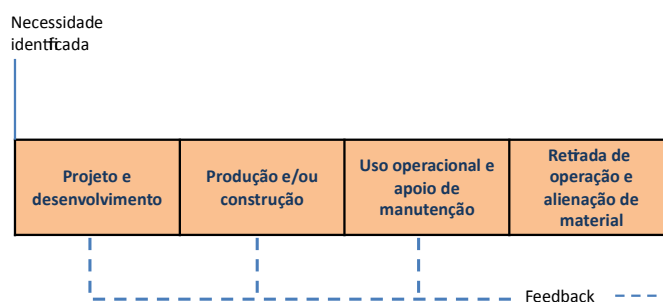 Necessidade
identificada
Projeto e
desenvolvimento
Produção e/ou
construção
Uso operacional e
apoio de
manutenção
Retirada de
operação e
alienação de
material
Feedback